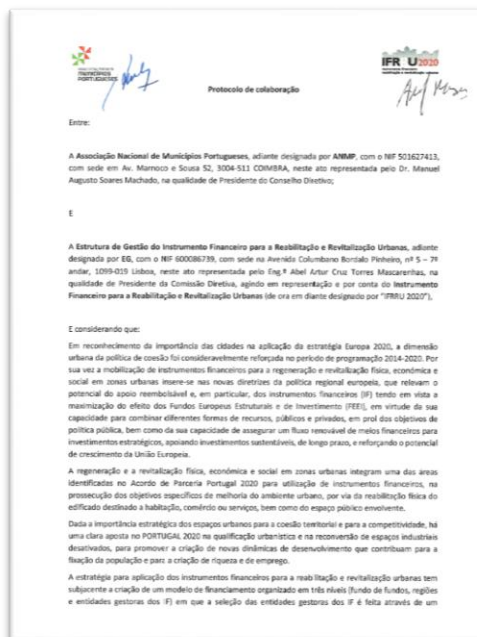 MUNICÍPIOS
PORTUGUESES
IFRRU2020
Protocolo de colaboração
Entre:
A Associação Nacional de Municípios Portugueses, adiante designada por ANMP, com o NIF 501627413,
com sede em Av. Marnoco e Sousa 52, 3004-511 COIMBRA, neste ato representada pelo Dr. Manuel
Augusto Soares Machado, na qualidade de Presidente do Conselho Diretivo;
E
A Estrutura de Gestão do Instrumento Financeiro para a Reabilitação e Revitalização Urbanas, adiante
designada por EG, com o NIF 600086739, com sede na Avenida Columbano Bordalo Pinheiro, nº 5 – 7º
andar, 1099-019 Lisboa, neste ato representada pelo Eng.º Abel Artur Cruz Torres Mascarenhas, na
qualidade de Presidente da Comissão Diretiva, agindo em representação e por conta do Instrumento
Financeiro para a Reabilitação e Revitalização Urbanas (de ora em diante designado por "IFRRU 2020"),
E considerando que:
Em reconhecimento da importância das cidades na aplicação da estratégia Europa 2020, a dimensão
urbana da política de coesão foi consideravelmente reforçada no período de programação 2014-2020. Por
sua vez a mobilização de instrumentos financeiros para a regeneração e revitalização física, económica e
social em zonas urbanas insere-se nas novas diretrizes da política regional europeia, que relevam o
potencial do apoio reembolsável e, em particular, dos instrumentos financeiros (IF) tendo em vista a
maximização do efeito dos Fundos Europeus Estruturais e de Investimento (FEEI), em virtude da sua
capacidade para combinar diferentes formas de recursos, públicos e privados, em prol dos objetivos de
política pública, bem como da sua capacidade de assegurar um fluxo renovável de meios financeiros para
investimentos estratégicos, apoiando investimentos sustentáveis, de longo prazo, e reforçando o potencial
de crescimento da União Europeia.
A regeneração e a revitalização física, económica e social em zonas urbanas integram uma das áreas
identificadas no Acordo de Parceria Portugal 2020 para utilização de instrumentos financeiros, na
prossecução dos objetivos específicos de melhoria do ambiente urbano, por via da reabilitação física do
edificado destinado a habitação, comércio ou serviços, bem como do espaço público envolvente.
Dada a importância estratégica dos espaços urbanos para a coesão territorial e para a competitividade, há
uma clara aposta no PORTUGAL 2020 na qualificação urbanística e na reconversão de espaços industriais
desativados, para promover a criação de novas dinâmicas de desenvolvimento que contribuam para a
fixação da população e para a criação de riqueza e de emprego.
A estratégia para aplicação dos instrumentos financeiros para a reabilitação e revitalização urbanas tem
subjacente a criação de um modelo de financiamento organizado em três níveis (fundo de fundos, regiões
e entidades gestoras dos IF) em que a seleção das entidades gestoras dos IF é feita através de um